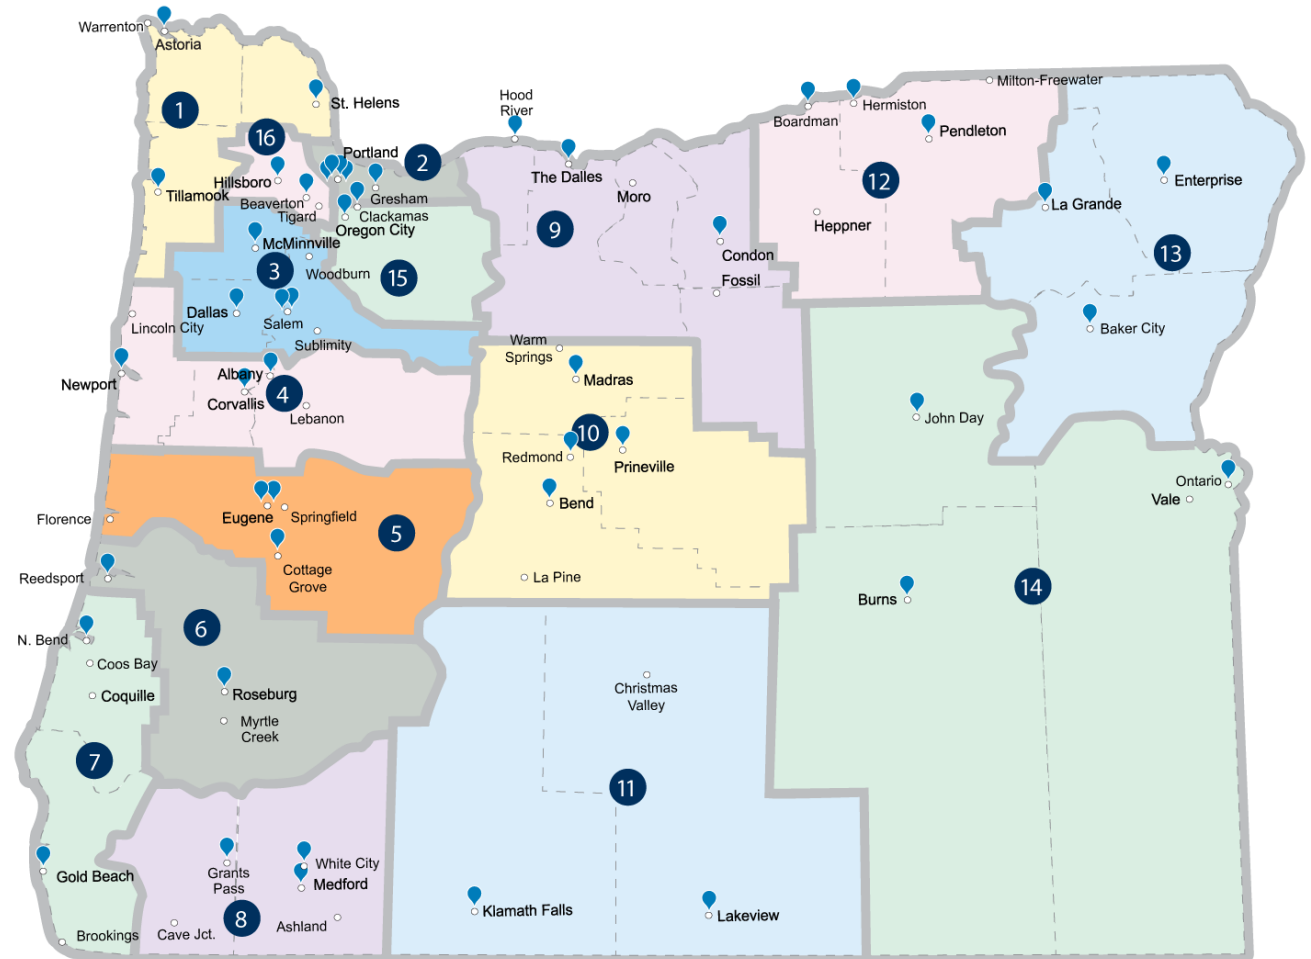 Warrenton
Astoria
1
St. Helens
16
Hood
River
Portland
2
Hillsboro
Tillamook
Beaverton
Tigard
Gresham
Clackamas
Oregon City
The Dalles
Moro
9
Condon
Fossil
Milton-Freewater
Boardman
Hermiston
Pendleton
12
Heppner
Enterprise
La Grande
13
Baker City
McMinnville
3
Woodburn
15
Dallas
Salem
Sublimity
Lincoln City
Newport
Albany
4
Corvallis
Lebanon
Warm
Springs
Madras
10
Redmond
Prineville
Bend
La Pine
John Day
Ontario
Vale
Burns
14
Florence
Eugene
Springfield
5
Cottage
Grove
Reedsport
6
N. Bend
Coos Bay
Coquille
Roseburg
Myrtle
Creek
7
Christmas
Valley
11
Gold Beach
Brookings
Grants
Pass
White City
Medford
8
Cave Jct.
Ashland
Klamath Falls
Lakeview